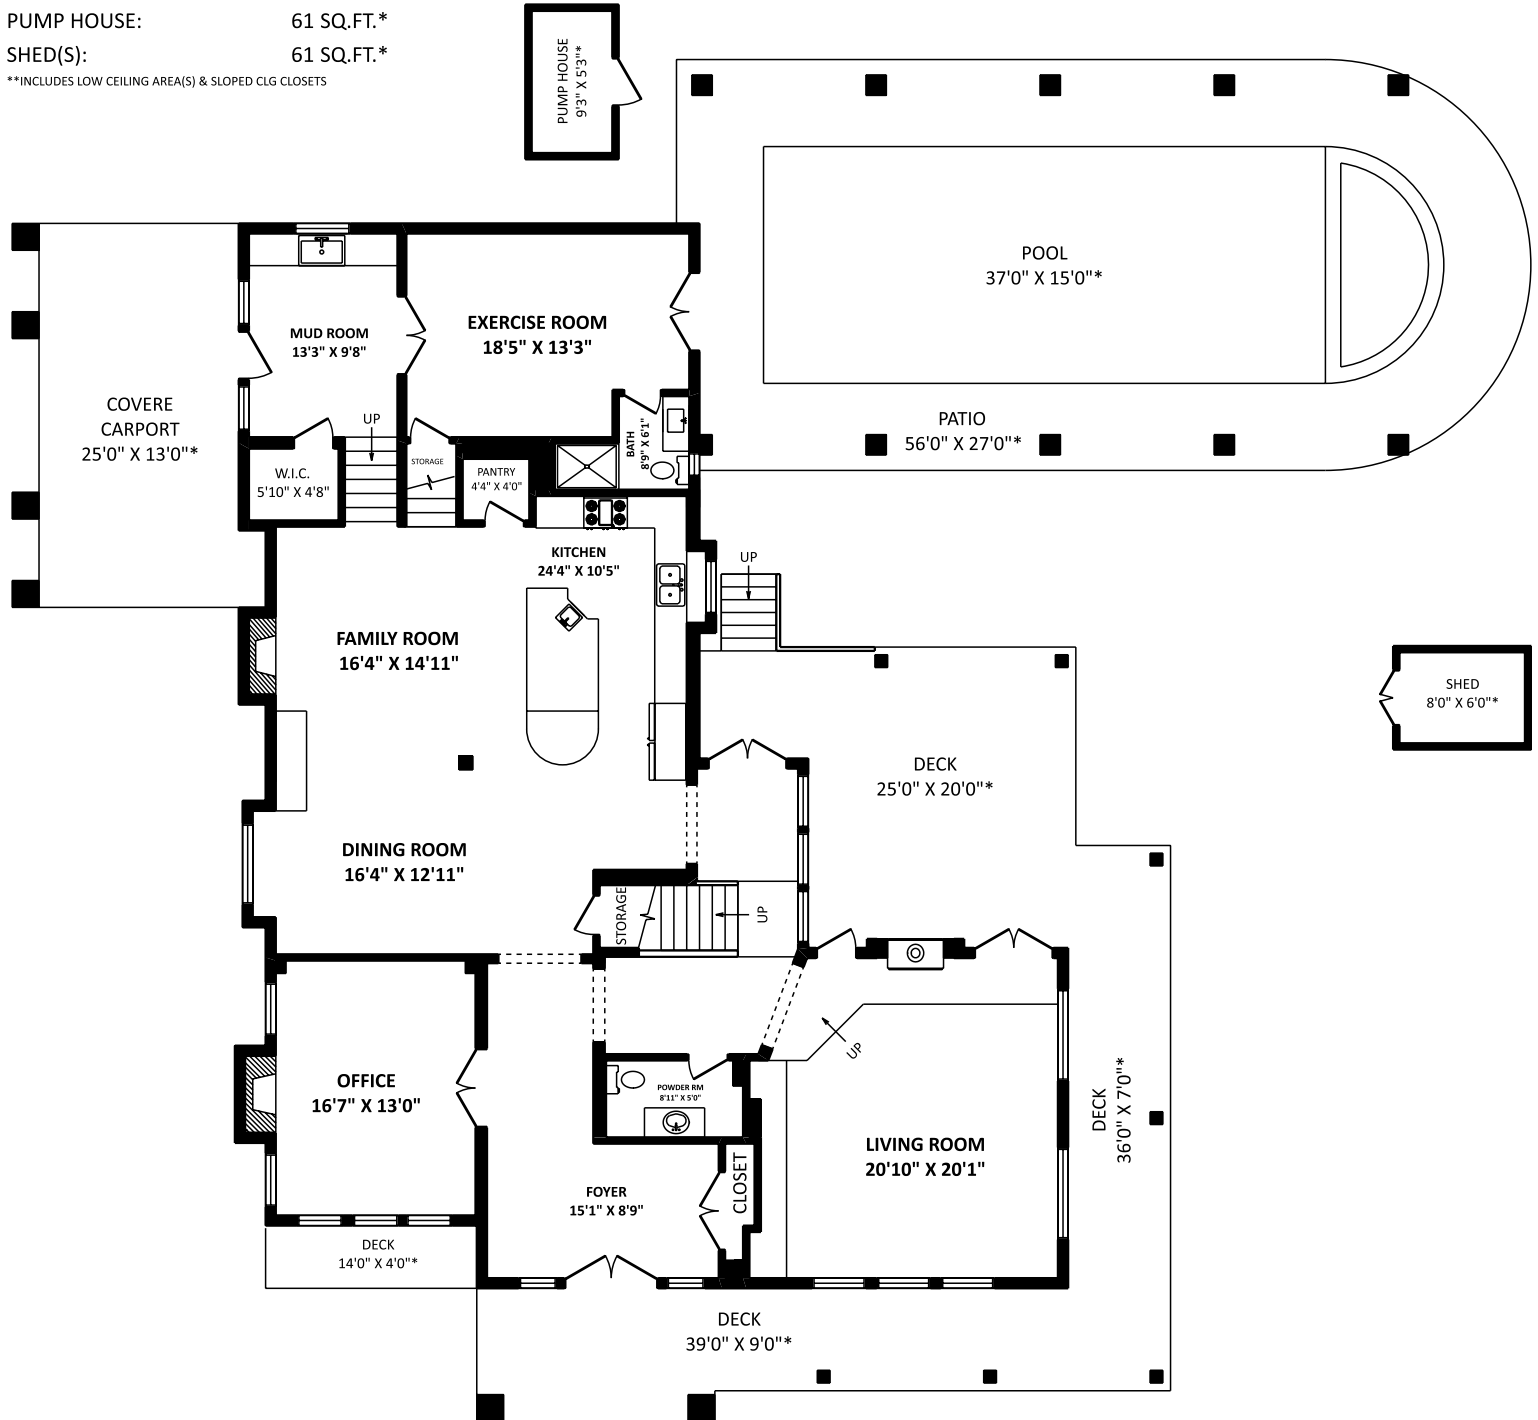 PUMP HOUSE: 61 SQ.FT.*
SHED(S): 61 SQ.FT.*
**INCLUDES LOW CEILING AREA(S) & SLOPED CLG CLOSETS
PUMP HOUSE
9'3" X 5'3"*
POOL
37'0" X 15'0"*
MUD ROOM
13'3" X 9'8"
EXERCISE ROOM
18'5" X 13'3"
COVERE
CARPORT
25'0" X 13'0"*
UP
PATIO
56'0" X 27'0"*
BATH
8'9" X 6'1"
STORAGE
W.I.C.
5'10" X 4'8"
PANTRY
4'4" X 4'0"
KITCHEN
24'4" X 10'5"
UP
FAMILY ROOM
16'4" X 14'11"
SHED
8'0" X 6'0"*
DECK
25'0" X 20'0"*
DINING ROOM
16'4" X 12'11"
STORAGE
UP
UP
OFFICE
16'7" X 13'0"
POWDER RM
8'11" X 5'0"
DECK
36'0" X 7'0"*
LIVING ROOM
20'10" X 20'1"
CLOSET
FOYER
15'1" X 8'9"
DECK
14'0" X 4'0"*
DECK
39'0" X 9'0"*